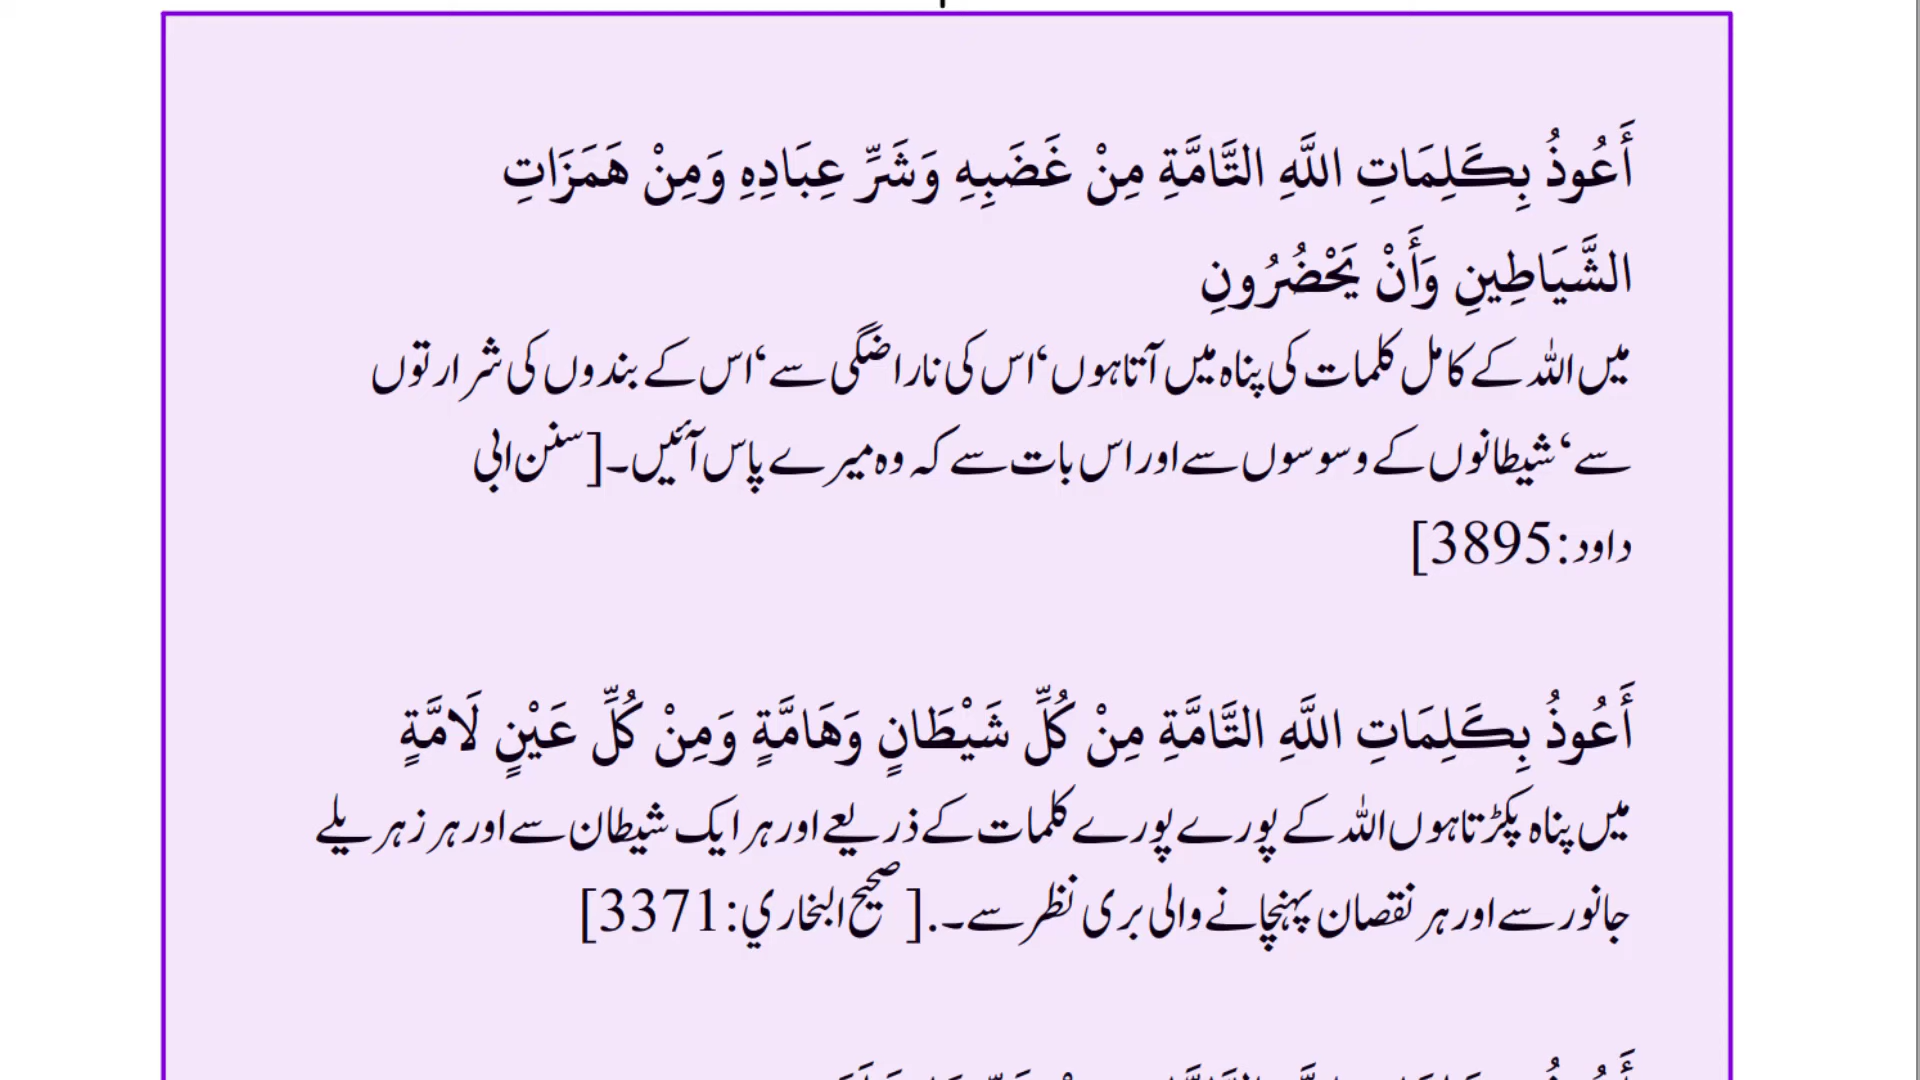 أَعُوذُ بِكَلِمَاتِ اللَّهِ التَّامَّةِ مِنْ غَضَبِهِ وَشَرِّ عِبَادِهِ وَمِنْ هَمَزَاتِ
الشَّيَاطِينِ وَأَنْ يَحْضُرُونِ
میں اللہ کے کامل کلمات کی پناہ میں آتا ہوں‘ اس کی ناراضگی سے‘ اس کے بندوں کی شرارتوں
سے‘ شیطانوں کے وسوسوں سے اور اس بات سے کہ وہ میرے پاس آئیں۔ [سنن ابی
داود:3895]
أَعُوذُ بِكَلِمَاتِ اللَّهِ التَّامَّةِ مِنْ كُلِّ شَيْطَانٍ وَهَامَّةٍ وَمِنْ كُلِّ عَيْنٍ لَامَّةٍ
میں پناہ پکڑتا ہوں اللہ کے پورے پورے کلمات کے ذریعے اور ہر ایک شیطان سے اور ہر زہریلے
جانور سے اور ہر نقصان پہنچانے والی بری نظر سے۔.[ صحيح البخاري:3371]